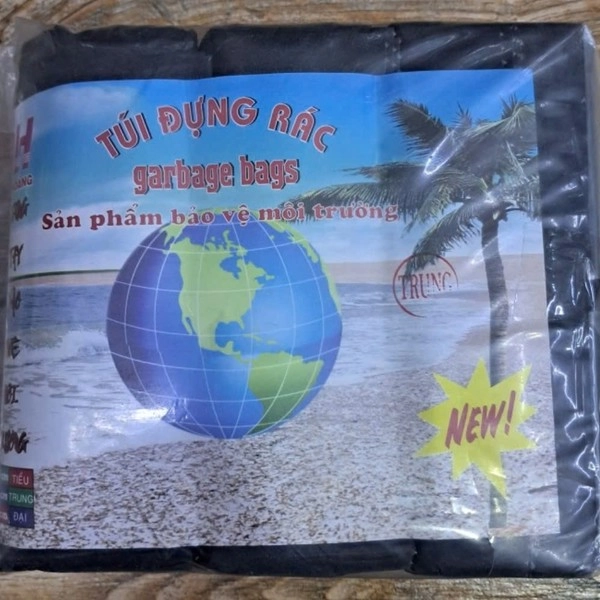 TÚI ĐỰNG RÁC
garbage bags
Sản phẩm bảo vệ môi trường
TRUNG
NEW!
H
TIỂU
TRUNG
ĐẠI